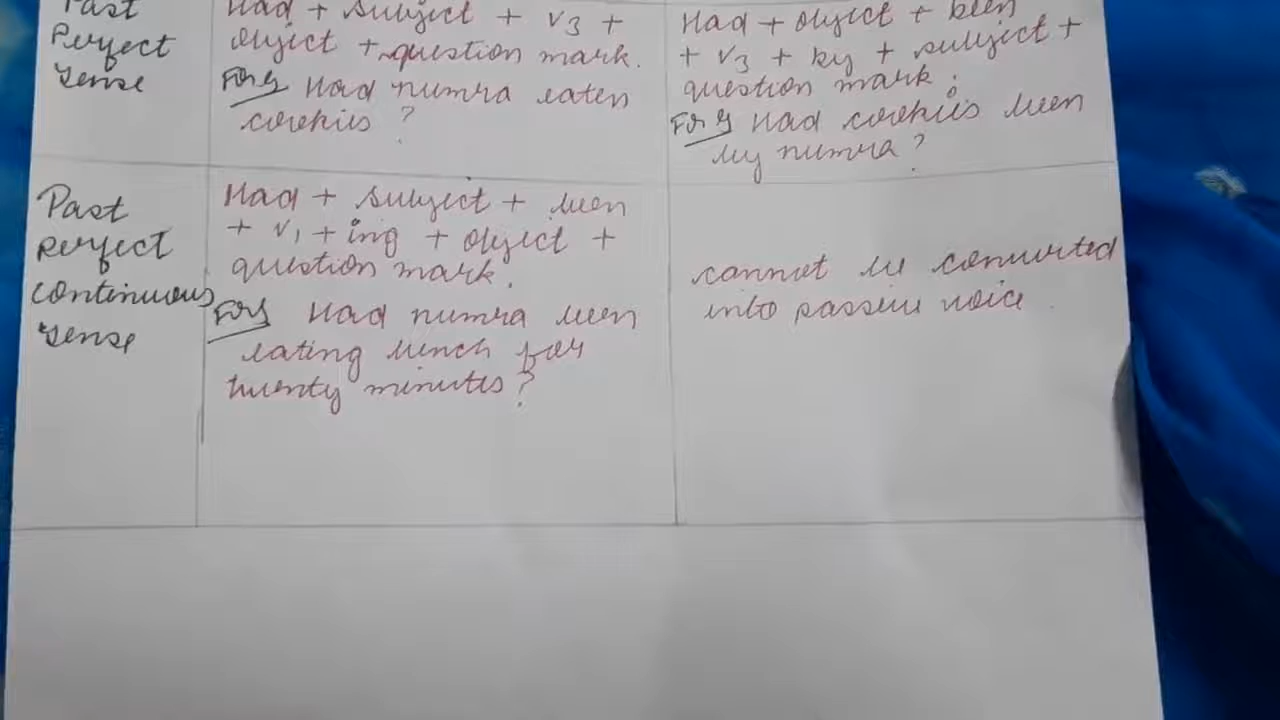 Past
Perfect
Tense
Had + Subject + V3 +
object + question mark.
For eg Had numra eaten
cookies ?
Had + object + been
+ V3 + by + subject +
question mark.
For eg Had cookies been
by numra ?
Past
perfect
continuous
Tense
Had + Subject + been
+ V1 + ing + object +
question mark.
For eg Had numra been
eating lunch for
twenty minutes ?
cannot be converted
into passive voice.